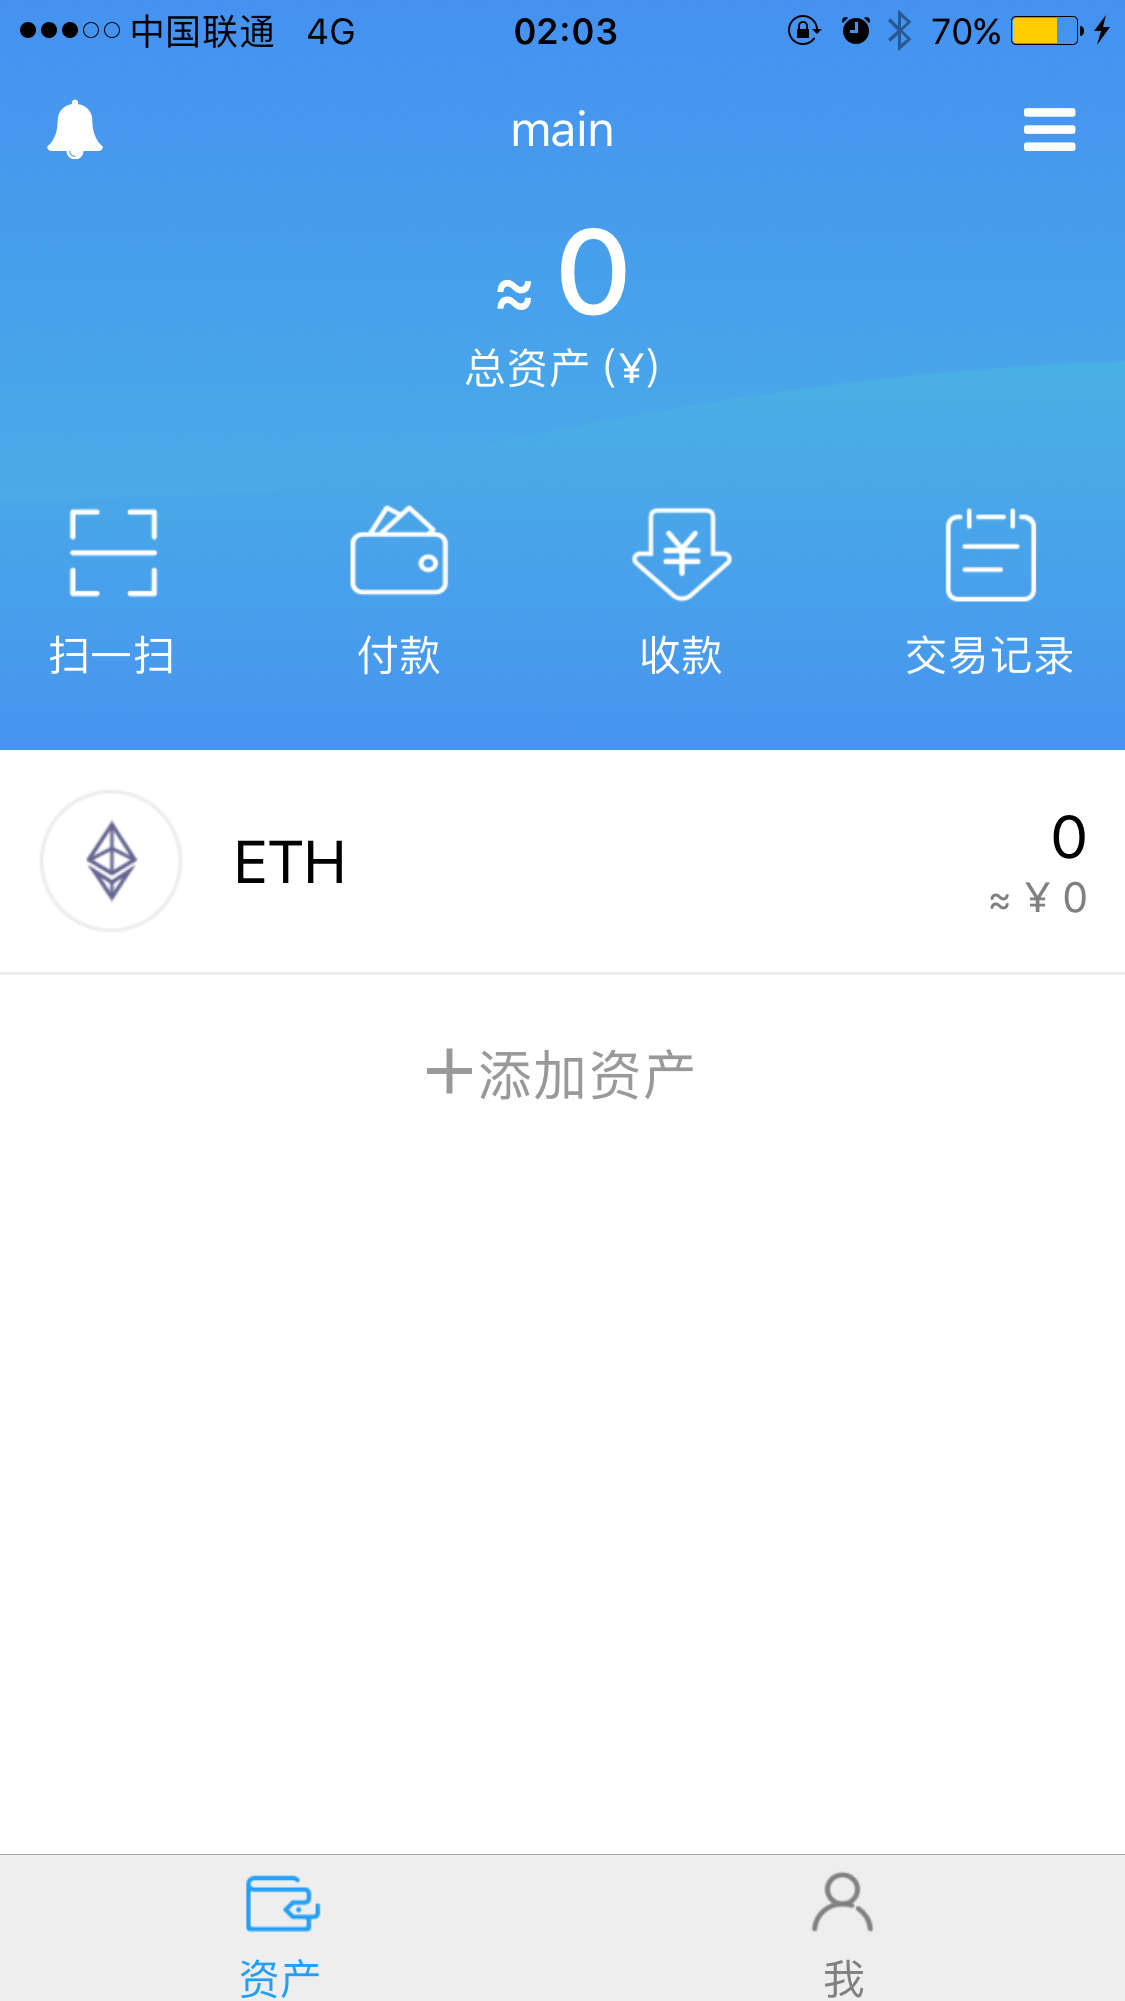 中国联通 4G 02:03 70%
main
≈ 0
总资产 (¥)
扫一扫 付款 收款 交易记录
ETH 0
≈ ¥ 0
+添加资产
资产 我